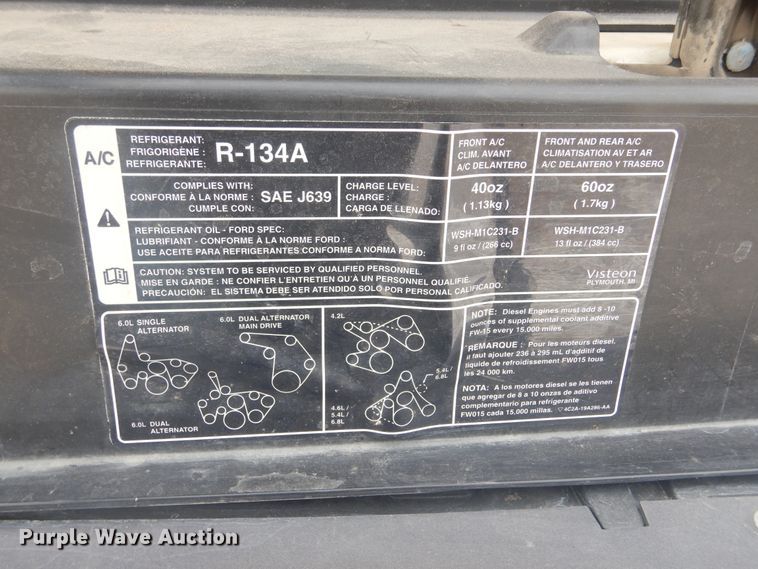 A/C
REFRIGERANT:
FRIGORIGÈNE :
REFRIGERANTE:
R-134A
FRONT A/C
CLIM. AVANT
A/C DELANTERO
FRONT AND REAR A/C
CLIMATISATION AV ET AR
A/C DELANTERO Y TRASERO
COMPLIES WITH:
CONFORME À LA NORME :
CUMPLE CON:
SAE J639
CHARGE LEVEL:
CHARGE :
CARGA DE LLENADO:
40oz
( 1.13kg )
60oz
( 1.7kg )
REFRIGERATION OIL - FORD SPEC:
LUBRIFIANT - CONFORME À LA NORME FORD :
USE ACEITE PARA REFRIGERANTES CONFORME A NORMA FORD:
WSH-M1C231-B
9 fl oz / (266 cc)
WSH-M1C231-B
13 fl oz / (384 cc)
CAUTION: SYSTEM TO BE SERVICED BY QUALIFIED PERSONNEL.
MISE EN GARDE : NE CONFIER L'ENTRETIEN QU'A UN PERSONNEL QUALIFIÉ.
PRECAUCIÓN: EL SISTEMA DEBE SER ATENDIDO SOLO POR PERSONAL CALIFICADO.
Visteon
PLYMOUTH, MI
6.0L SINGLE
ALTERNATOR
6.0L DUAL ALTERNATOR
MAIN DRIVE
4.2L
5.4L/
6.8L
6.0L DUAL
ALTERNATOR
4.6L/
5.4L/
6.8L
NOTE: Diesel Engines must add 8 -10
ounces of supplemental coolant additive
FW-15 every 15,000 miles.
REMARQUE : Pour les moteurs diesel,
il faut ajouter 236 à 295 mL d'additif de
liquide de refroidissement FW015 tous
les 24 000 km.
NOTA: A los motores diesel se les tienen
que agregar de 8 a 10 onzas de aditivo
complementario para refrigerante
FW015 cada 15,000 millas.
4C2A-19A286-AA
Purple Wave Auction